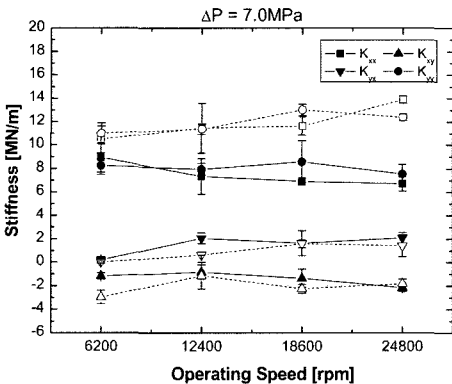 ΔP = 7.0MPa
Stiffness [MN/m]
20
18
16
14
12
10
8
6
4
2
0
-2
-4
-6
K_xx
K_xy
K_yx
K_yy
6200
12400
18600
24800
Operating Speed [rpm]